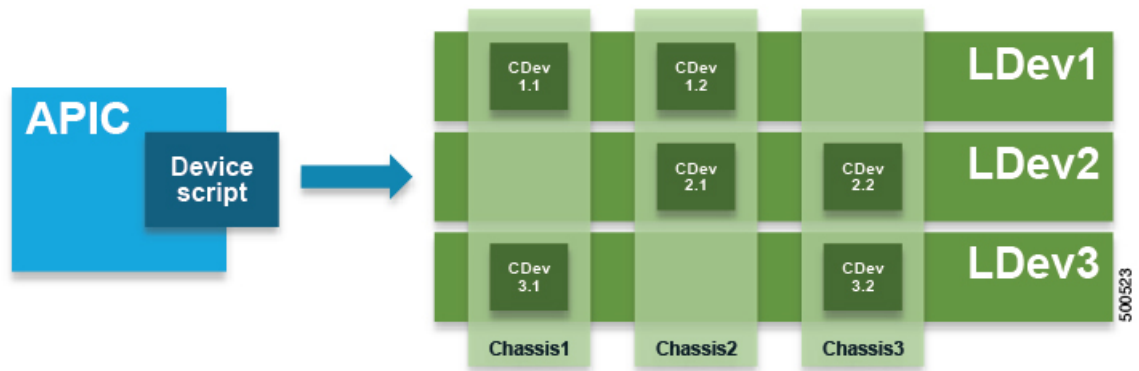 APIC
Device
script
CDev
1.1
CDev
1.2
LDev1
CDev
2.1
CDev
2.2
LDev2
CDev
3.1
CDev
3.2
LDev3
Chassis1
Chassis2
Chassis3
500523